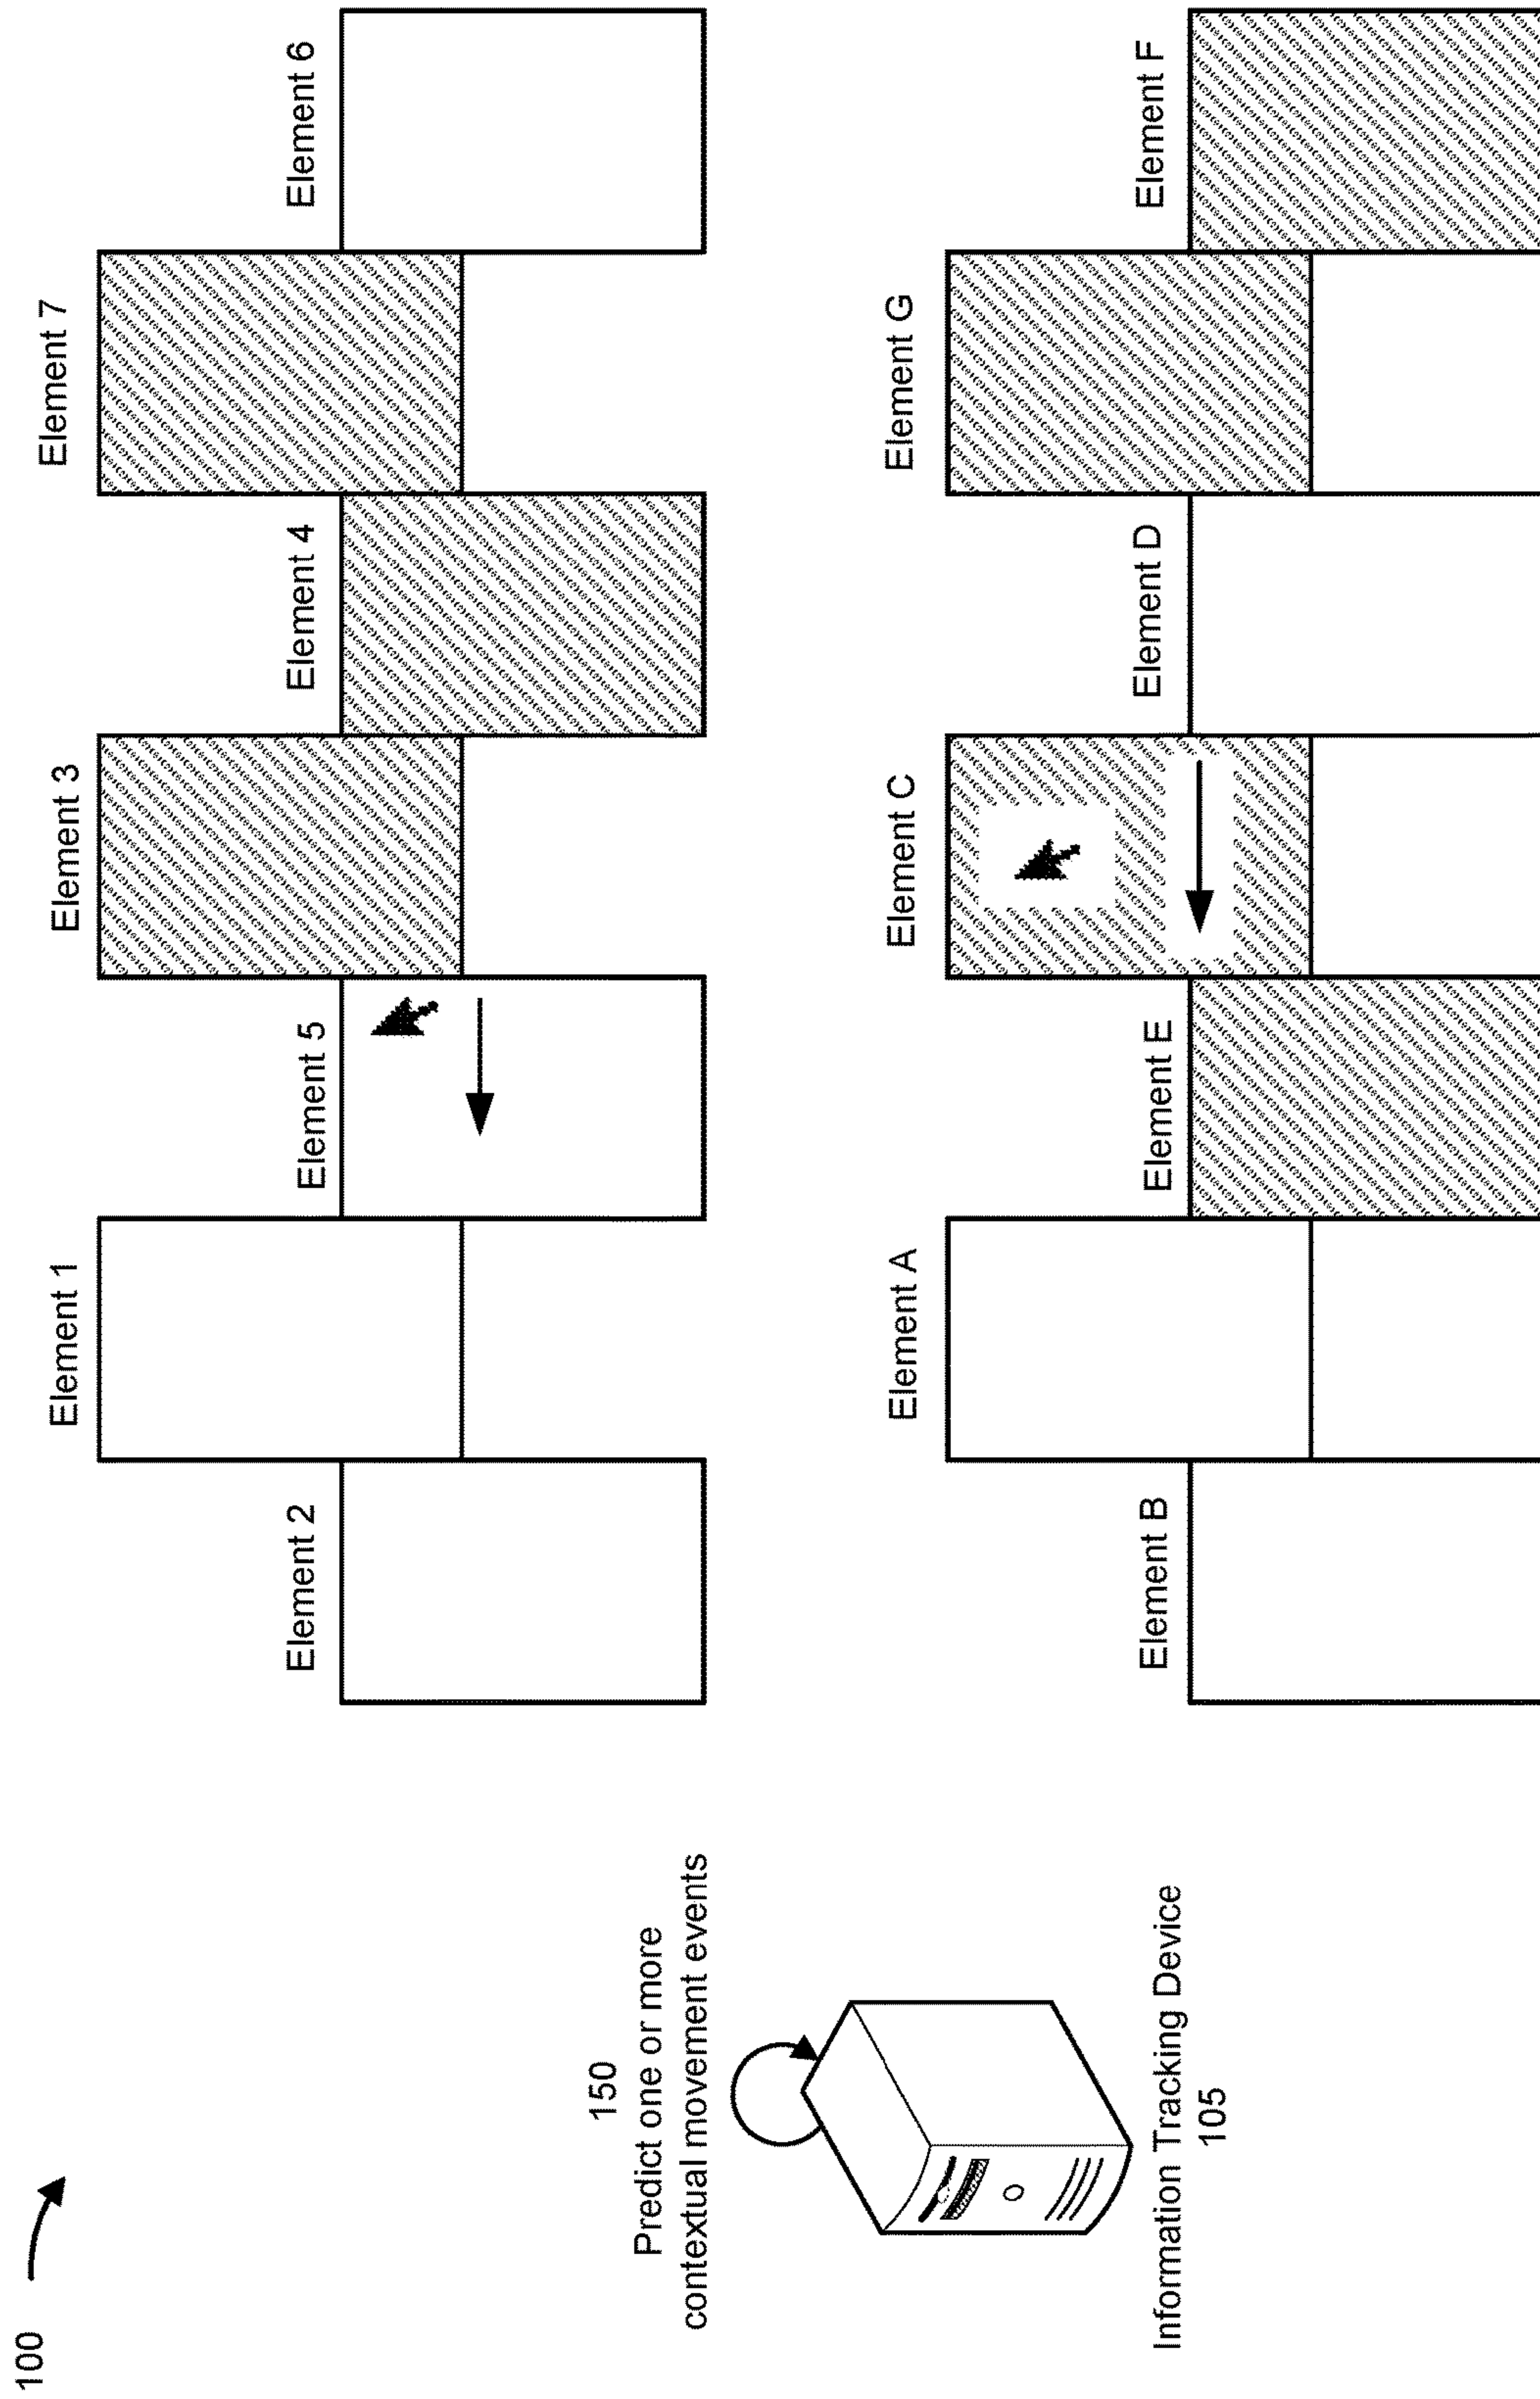 100
Element 1
Element 3
Element 7
Element 2
Element 5
Element 4
Element 6
150
Predict one or more
contextual movement events
Element A
Element C
Element G
Element B
Element E
Element D
Element F
Information Tracking Device
105